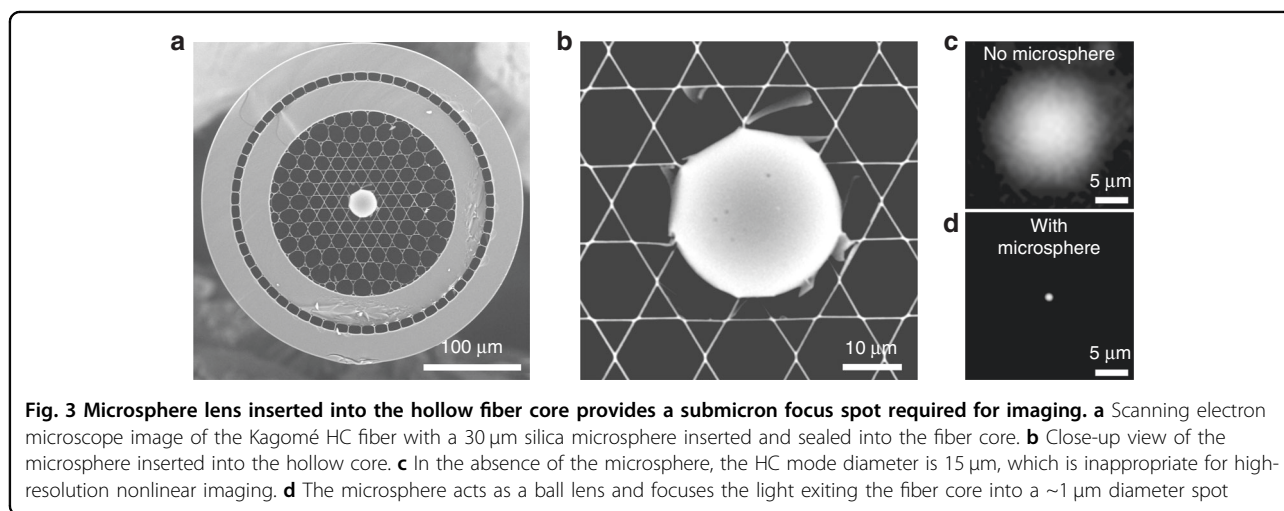 a
b
c
No microsphere
5 μm
d
With
microsphere
5 μm
100 μm
10 μm
Fig. 3 Microsphere lens inserted into the hollow fiber core provides a submicron focus spot required for imaging. a Scanning electron
microscope image of the Kagomé HC fiber with a 30 μm silica microsphere inserted and sealed into the fiber core. b Close-up view of the
microsphere inserted into the hollow core. c In the absence of the microsphere, the HC mode diameter is 15 μm, which is inappropriate for high-
resolution nonlinear imaging. d The microsphere acts as a ball lens and focuses the light exiting the fiber core into a ~1 μm diameter spot